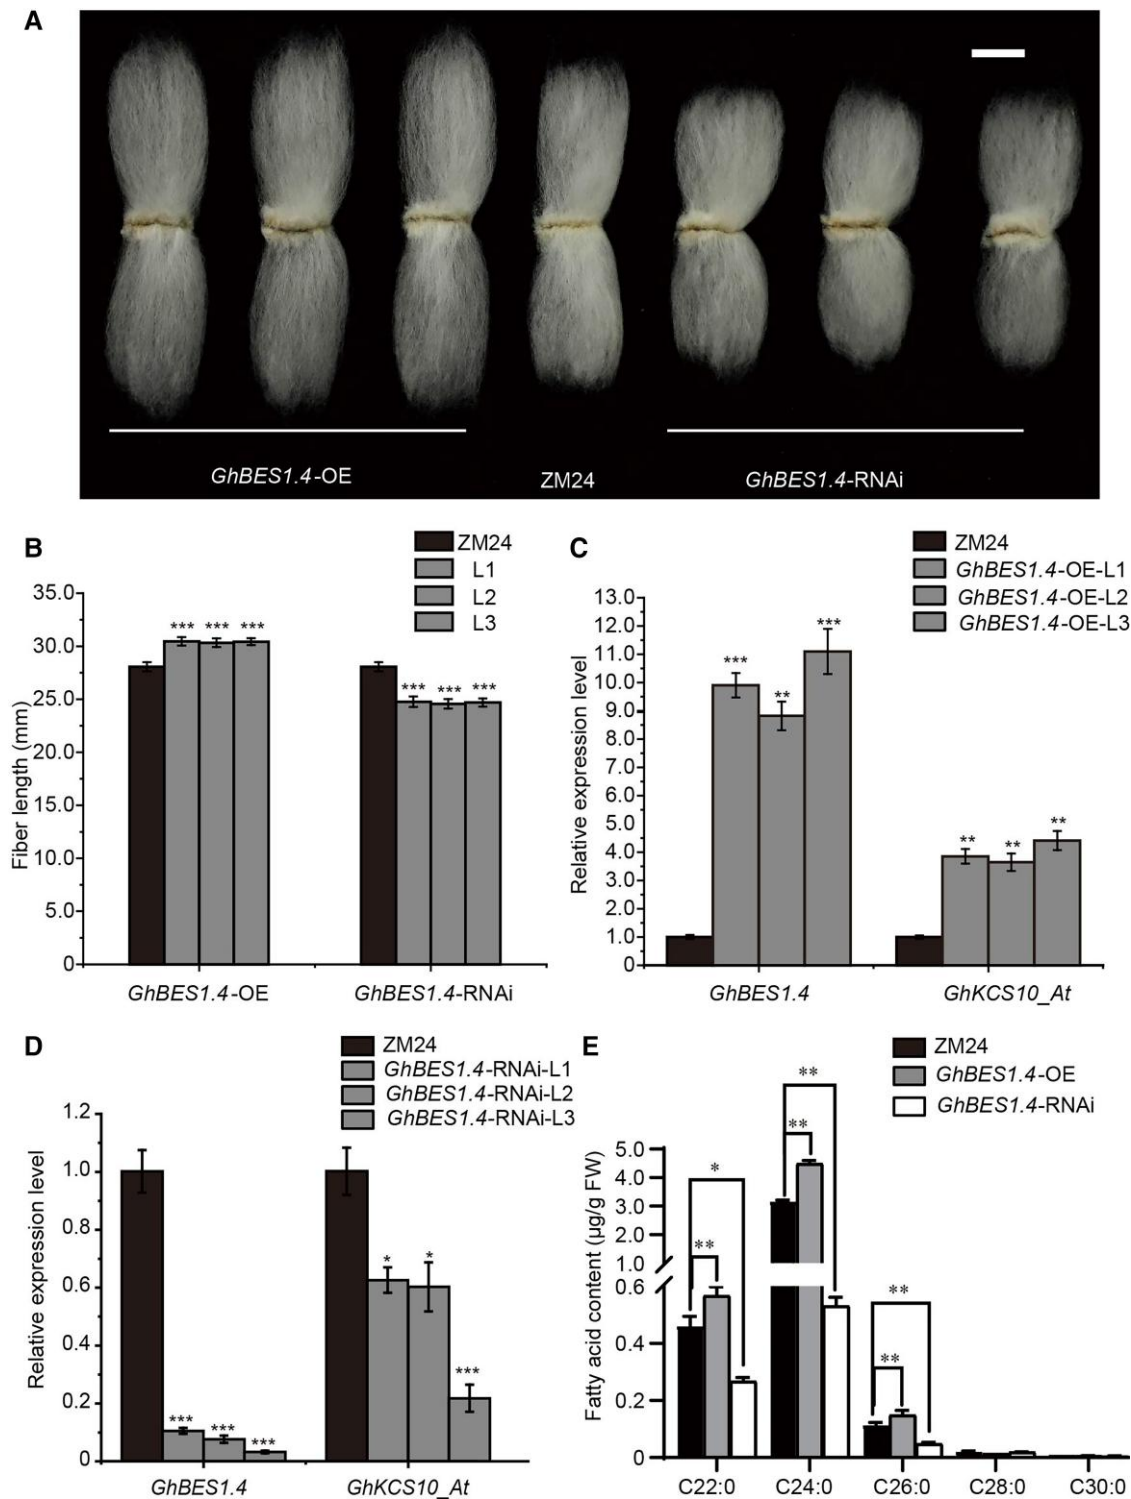 A
GhBES1.4-OE
ZM24
GhBES1.4-RNAi
B
ZM24
L1
L2
L3
Fiber length (mm)
35.0
30.0
25.0
20.0
15.0
10.0
5.0
0
***
***
***
***
***
***
GhBES1.4-OE
GhBES1.4-RNAi
C
ZM24
GhBES1.4-OE-L1
GhBES1.4-OE-L2
GhBES1.4-OE-L3
Relative expression level
13.0
12.0
11.0
10.0
9.0
8.0
7.0
6.0
5.0
4.0
3.0
2.0
1.0
0
***
**
***
**
**
**
GhBES1.4
GhKCS10_At
D
ZM24
GhBES1.4-RNAi-L1
GhBES1.4-RNAi-L2
GhBES1.4-RNAi-L3
Relative expression level
1.2
1.0
0.8
0.6
0.4
0.2
0
***
***
***
*
*
***
GhBES1.4
GhKCS10_At
E
ZM24
GhBES1.4-OE
GhBES1.4-RNAi
Fatty acid content (µg/g FW)
5.0
3.0
2.0
1.0
0.6
0.4
0.2
0
*
**
**
**
**
**
C22:0
C24:0
C26:0
C28:0
C30:0